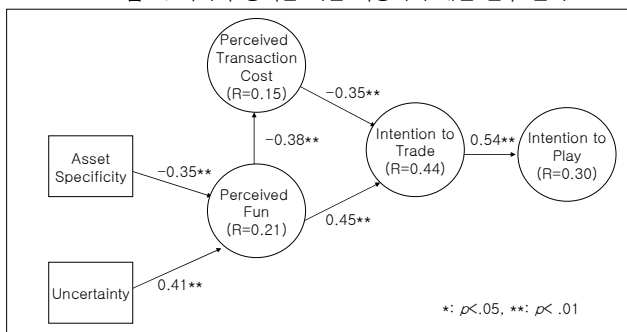 Perceived
Transaction
Cost
(R=0.15)
-0.35**
Intention to
Trade
(R=0.44)
0.54**
Intention to
Play
(R=0.30)
-0.38**
Asset
Specificity
-0.35**
Perceived
Fun
(R=0.21)
0.45**
0.41**
Uncertainty
*: p<.05, **: p< .01